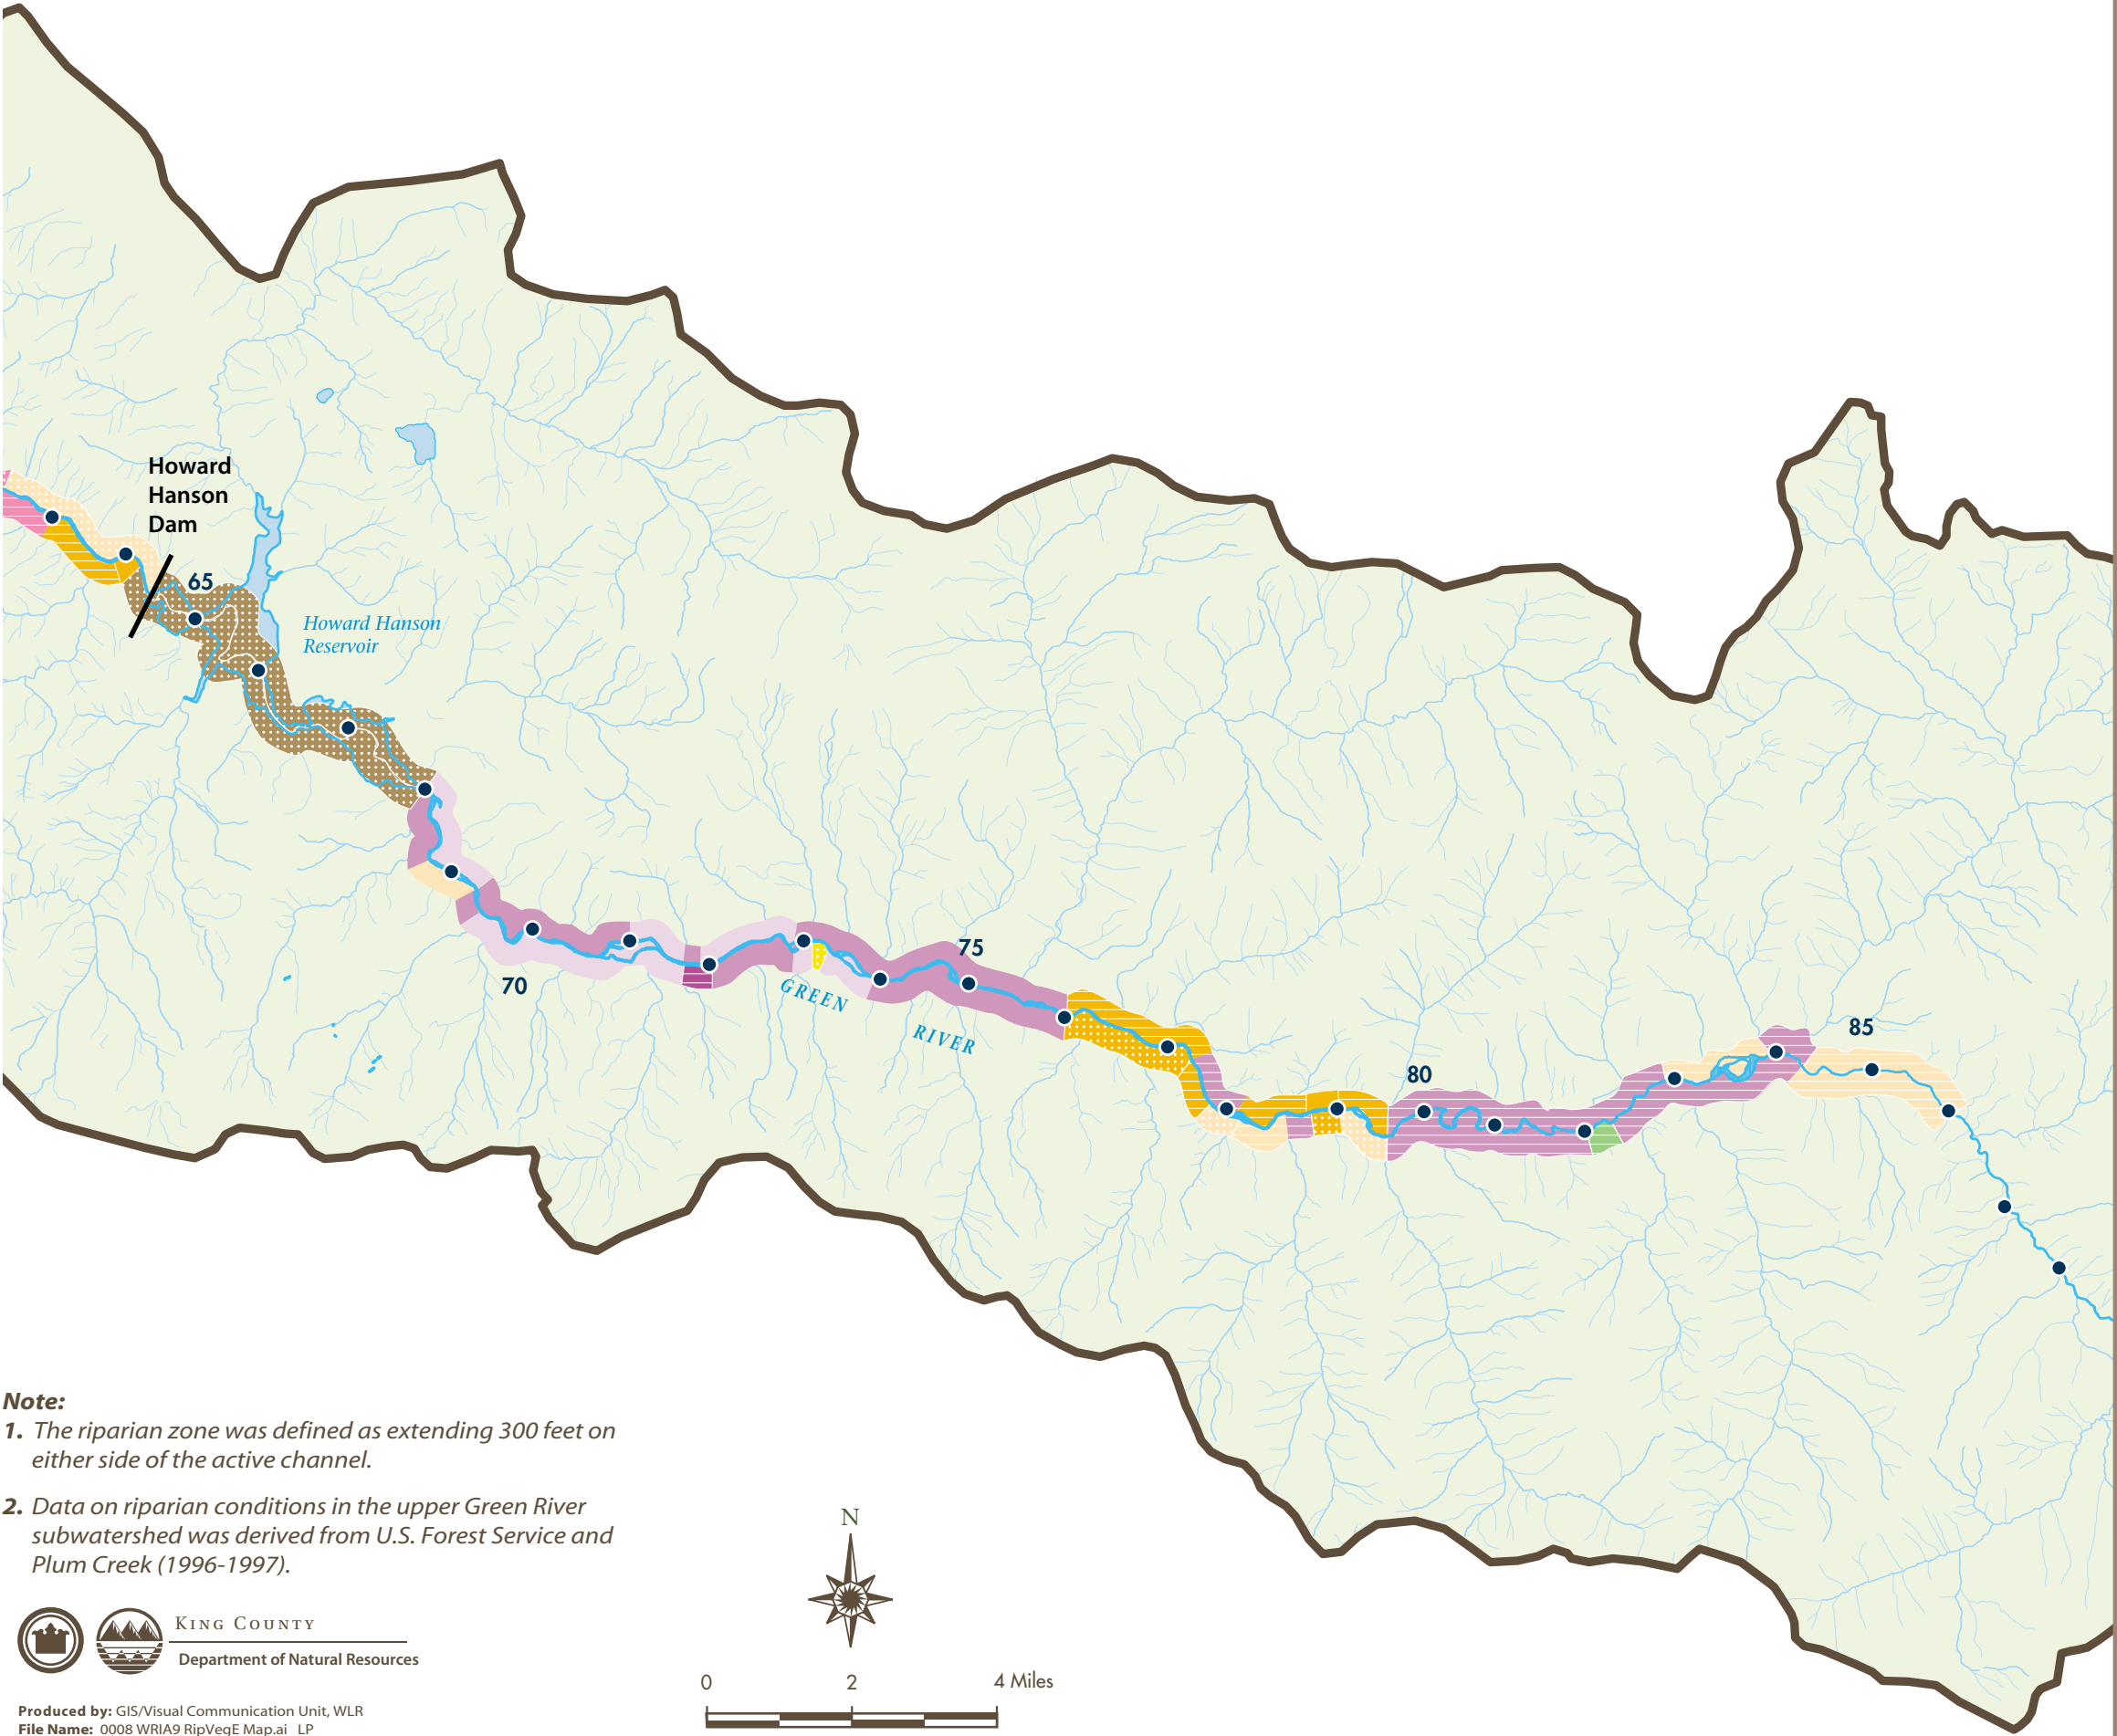 Howard
Hanson
Dam
65
Howard Hanson
Reservoir
70
GREEN
RIVER
75
80
85
Note:
1. The riparian zone was defined as extending 300 feet on
either side of the active channel.
2. Data on riparian conditions in the upper Green River
subwatershed was derived from U.S. Forest Service and
Plum Creek (1996-1997).
N
KING COUNTY
Department of Natural Resources
0 2 4 Miles
Produced by: GIS/Visual Communication Unit, WLR
File Name: 0008 WRIA9 RipVegE Map.ai LP